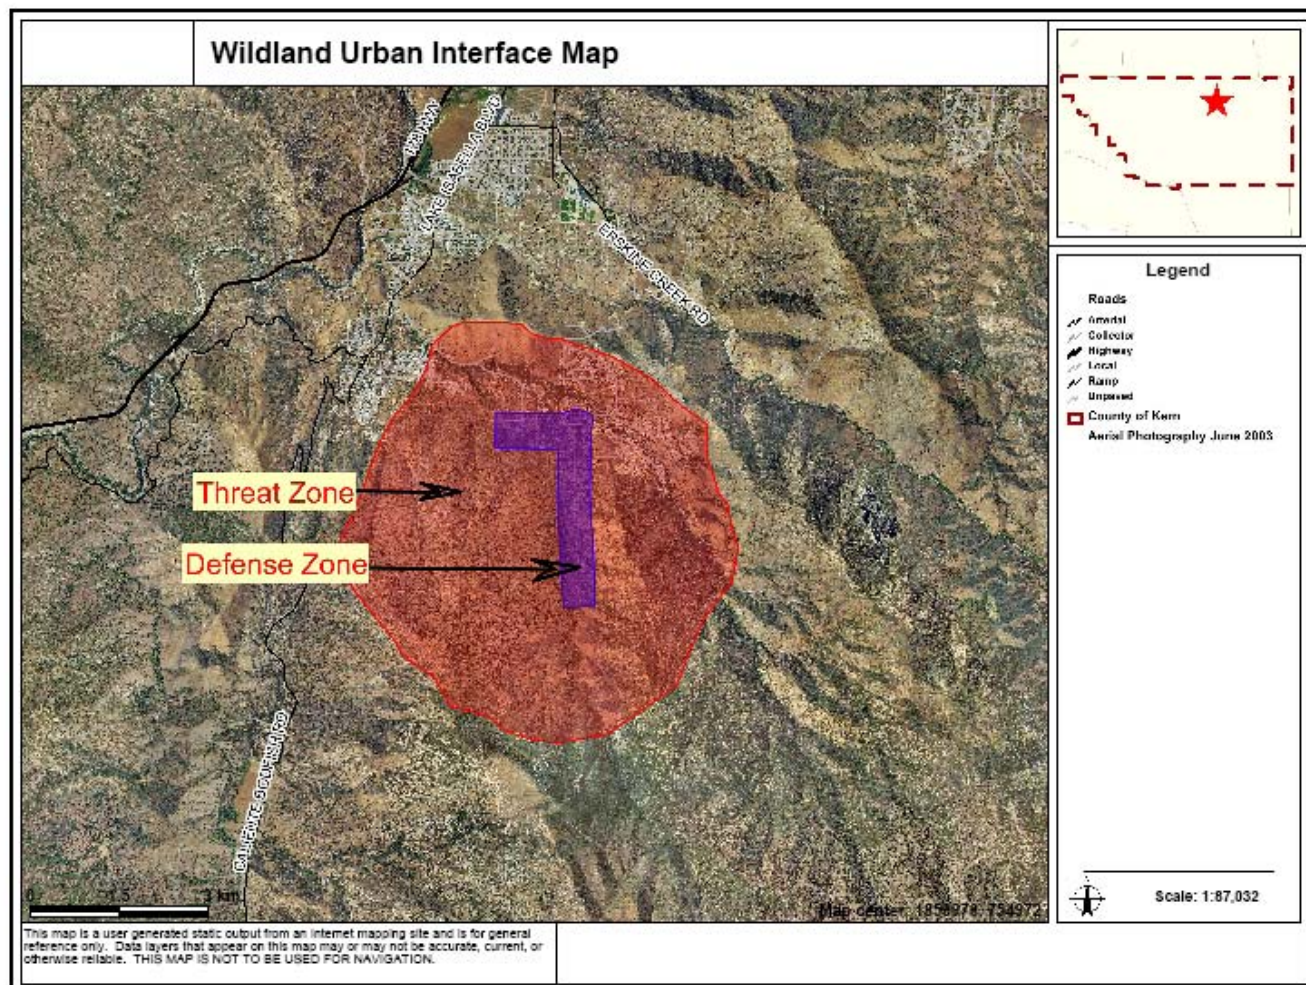 Wildland Urban Interface Map
178 HWY
LAKE ISABELLA BLVD
ERSKINE CREEK RD
Threat Zone
Defense Zone
CALIENTE BODFISH RD
0 1.5 3 km
Map center:
Legend
Roads
Arterial
Collector
Highway
Local
Ramp
Unpaved
County of Kern
Aerial Photography June 2003
Scale: 1:87,032
This map is a user generated static output from an Internet mapping site and is for general
reference only. Data layers that appear on this map may or may not be accurate, current, or
otherwise reliable. THIS MAP IS NOT TO BE USED FOR NAVIGATION.